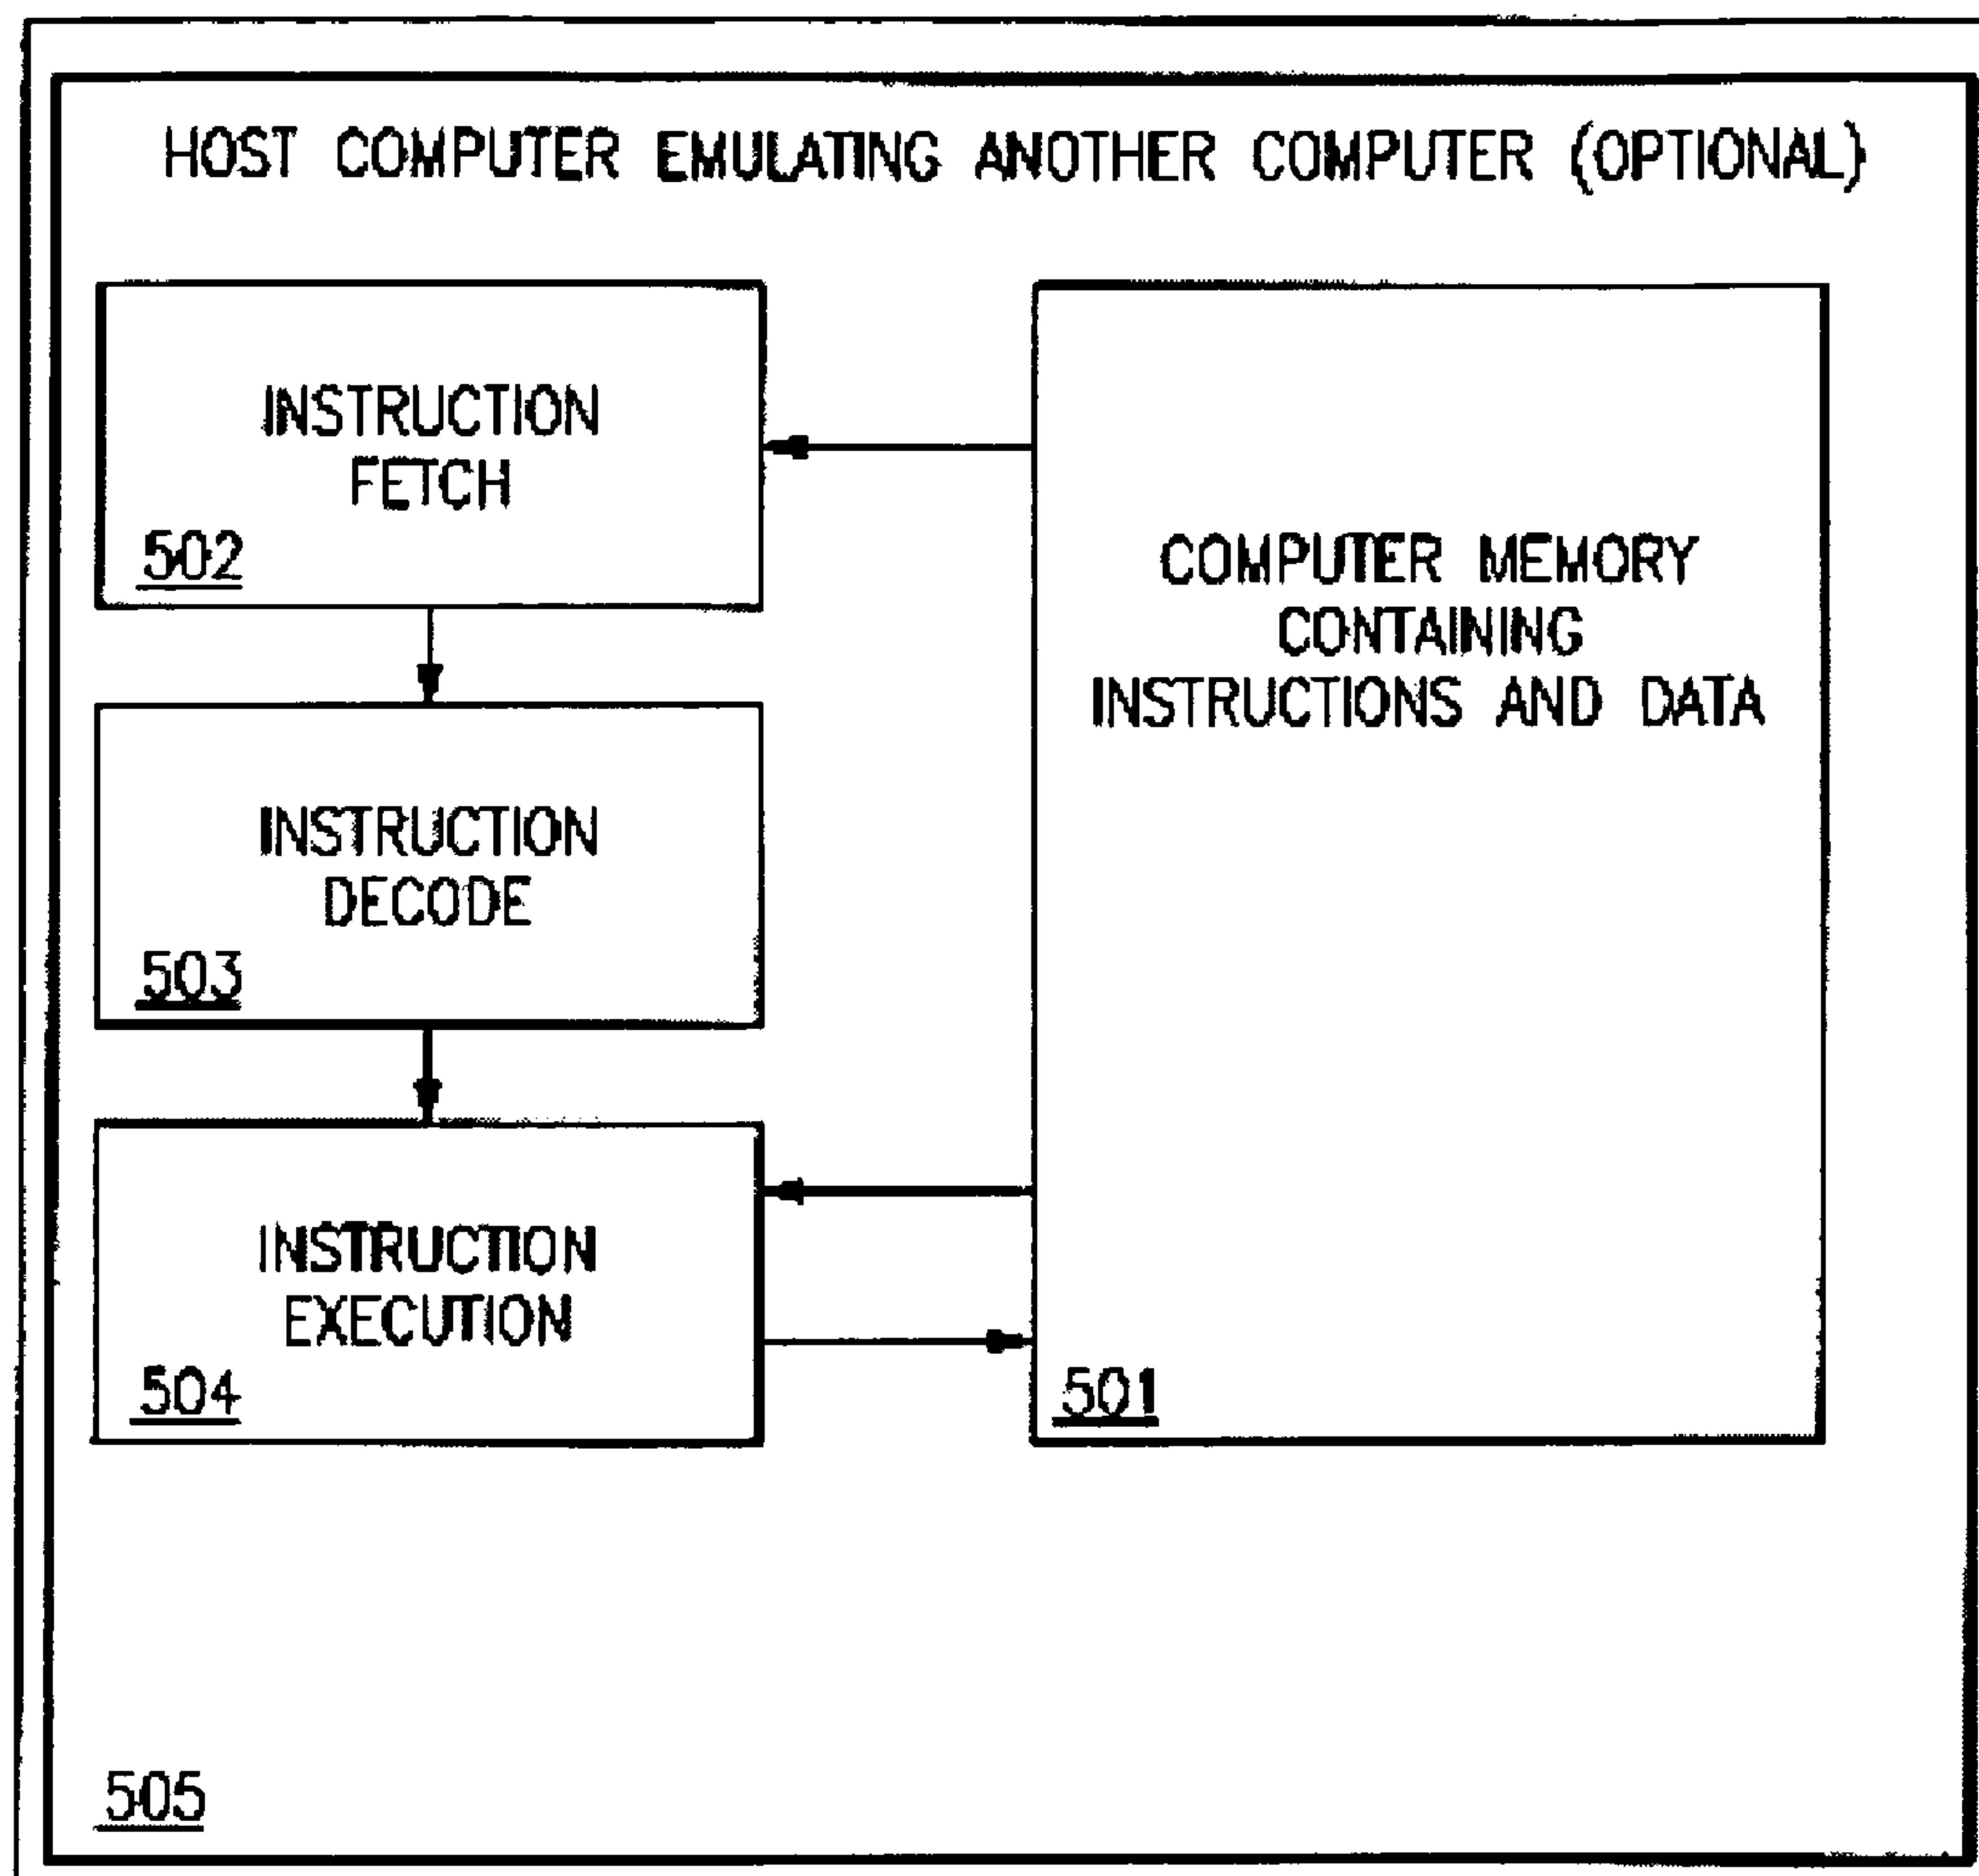 HOST COMPUTER EMULATING ANOTHER COMPUTER (OPTIONAL)
INSTRUCTION
FETCH
502
COMPUTER MEMORY
CONTAINING
INSTRUCTIONS AND DATA
INSTRUCTION
DECODE
503
INSTRUCTION
EXECUTION
504
501
505